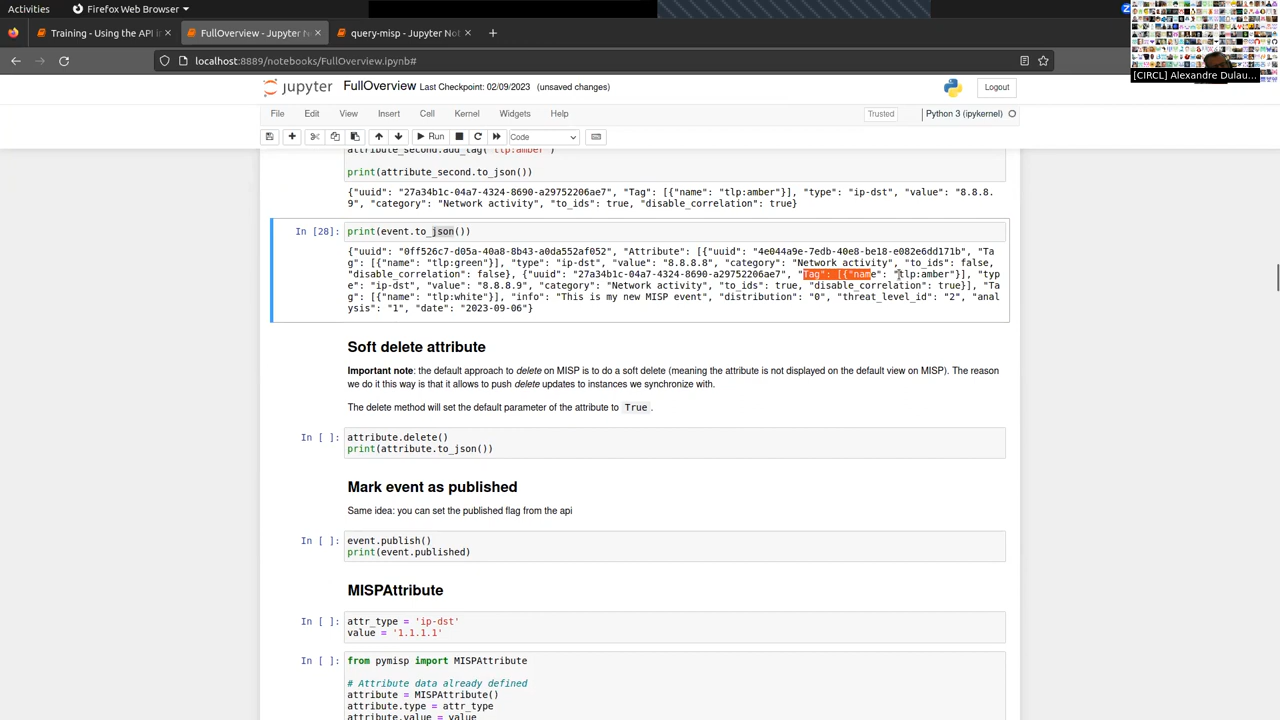 Activities
Firefox Web Browser
Training - Using the API i
FullOverview - Jupyter N
query-misp - Jupyter
localhost:8889/notebooks/FullOverview.ipynb#
[CIRCL] Alexandre Dulau...
jupyter FullOverview Last Checkpoint: 02/09/2023 (unsaved changes)
Logout
File Edit View Insert Cell Kernel Widgets Help
Trusted
Python 3 (ipykernel)
Run
Code
attribute_second.add_tag('tlp:amber')
print(attribute_second.to_json())
{"uuid": "27a34b1c-04a7-4324-8690-a29752206ae7", "Tag": [{"name": "tlp:amber"}], "type": "ip-dst", "value": "8.8.8.
9", "category": "Network activity", "to_ids": true, "disable_correlation": true}
In [28]: print(event.to_json())
{"uuid": "0ff526c7-d05a-40a8-8b43-a0da552af052", "Attribute": [{"uuid": "4e044a9e-7edb-40e8-be18-e082e6dd171b", "Ta
g": [{"name": "tlp:green"}], "type": "ip-dst", "value": "8.8.8.8", "category": "Network activity", "to_ids": false,
"disable_correlation": false}, {"uuid": "27a34b1c-04a7-4324-8690-a29752206ae7", "Tag": [{"name": "tlp:amber"}], "typ
e": "ip-dst", "value": "8.8.8.9", "category": "Network activity", "to_ids": true, "disable_correlation": true}], "Ta
g": [{"name": "tlp:white"}], "info": "This is my new MISP event", "distribution": "0", "threat_level_id": "2", "anal
ysis": "1", "date": "2023-09-06"}
Soft delete attribute
Important note: the default approach to delete on MISP is to do a soft delete (meaning the attribute is not displayed on the default view on MISP). The reason
we do it this way is that it allows to push delete updates to instances we synchronize with.
The delete method will set the default parameter of the attribute to True.
In [ ]: attribute.delete()
print(attribute.to_json())
Mark event as published
Same idea: you can set the published flag from the api
In [ ]: event.publish()
print(event.published)
MISPAttribute
In [ ]: attr_type = 'ip-dst'
value = '1.1.1.1'
In [ ]: from pymisp import MISPAttribute
# Attribute data already defined
attribute = MISPAttribute()
attribute.type = attr_type
attribute.value = value